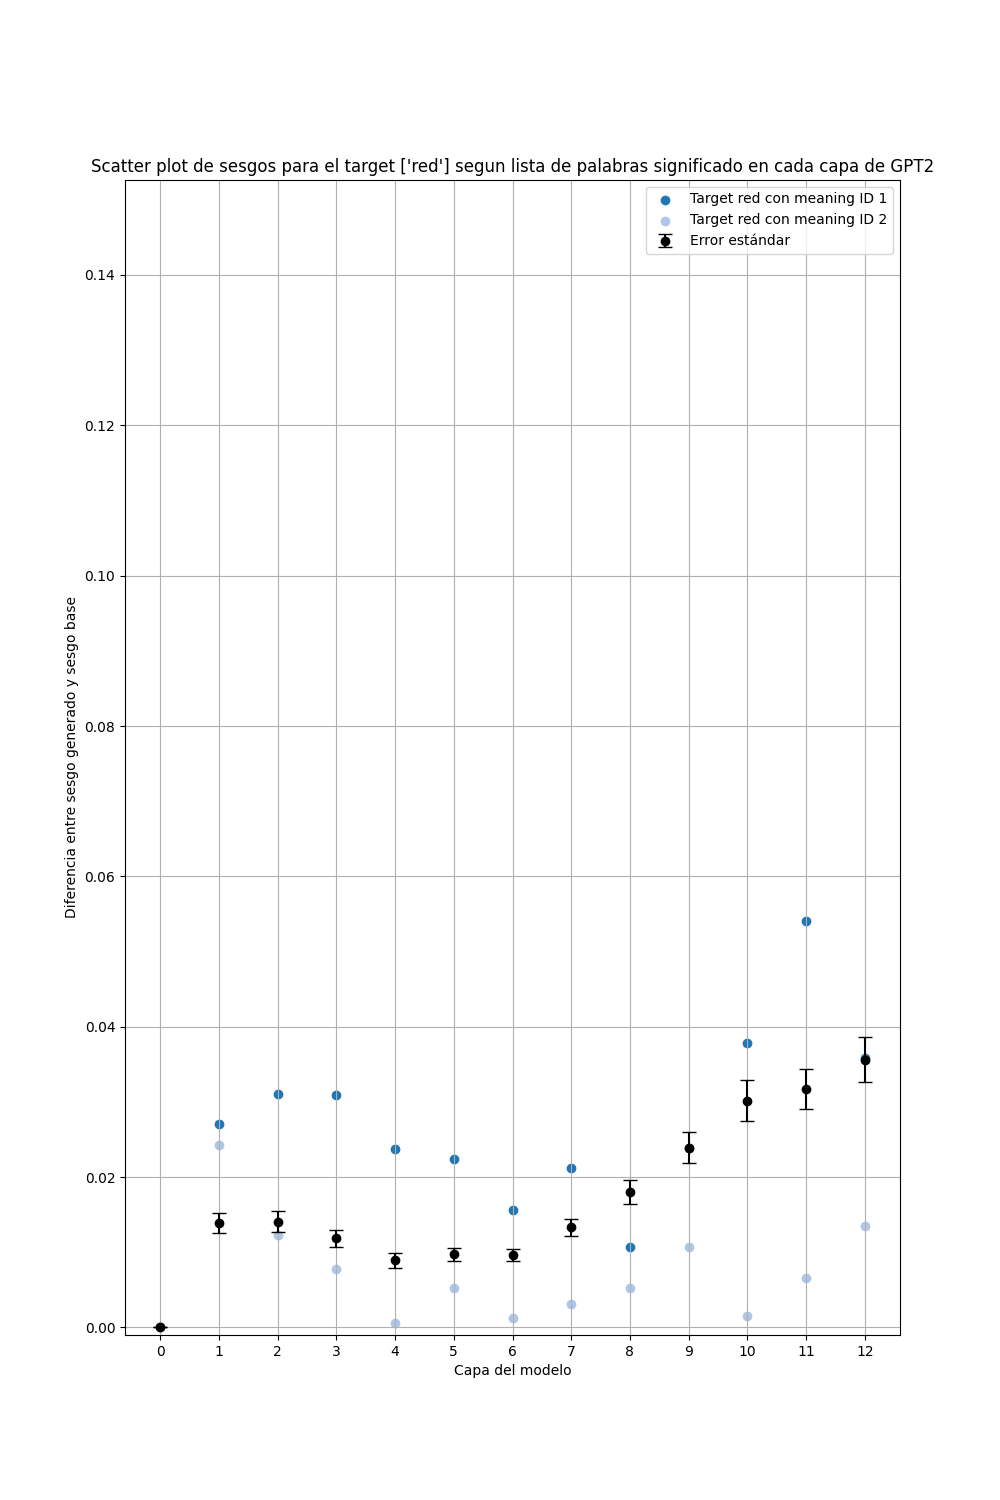 Scatter plot de sesgos para el target ['red'] segun lista de palabras significado en cada capa de GPT2
Target red con meaning ID 1
Target red con meaning ID 2
Error estándar
0.14
0.12
0.10
0.08
0.06
0.04
0.02
0.00
Diferencia entre sesgo generado y sesgo base
0 1 2 3 4 5 6 7 8 9 10 11 12
Capa del modelo